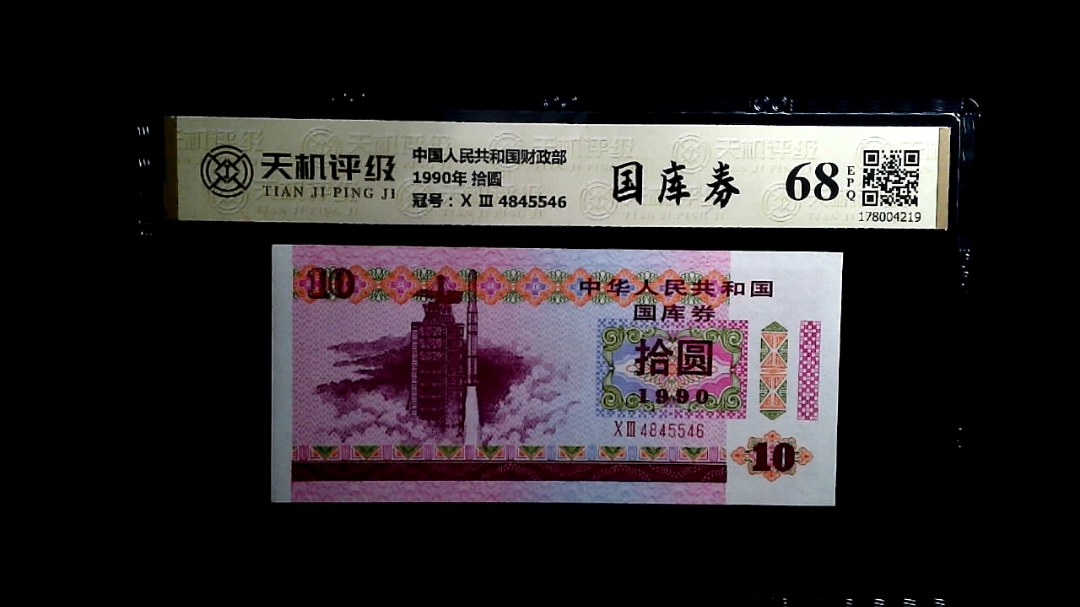 天机评级
TIAN JI PING JI
中国人民共和国财政部
1990年 拾圆
冠号：X Ⅲ 4845546
国库券
68
EPQ
178004219
10
中华人民共和国
国库券
拾圆
1990
XⅢ4845546
10